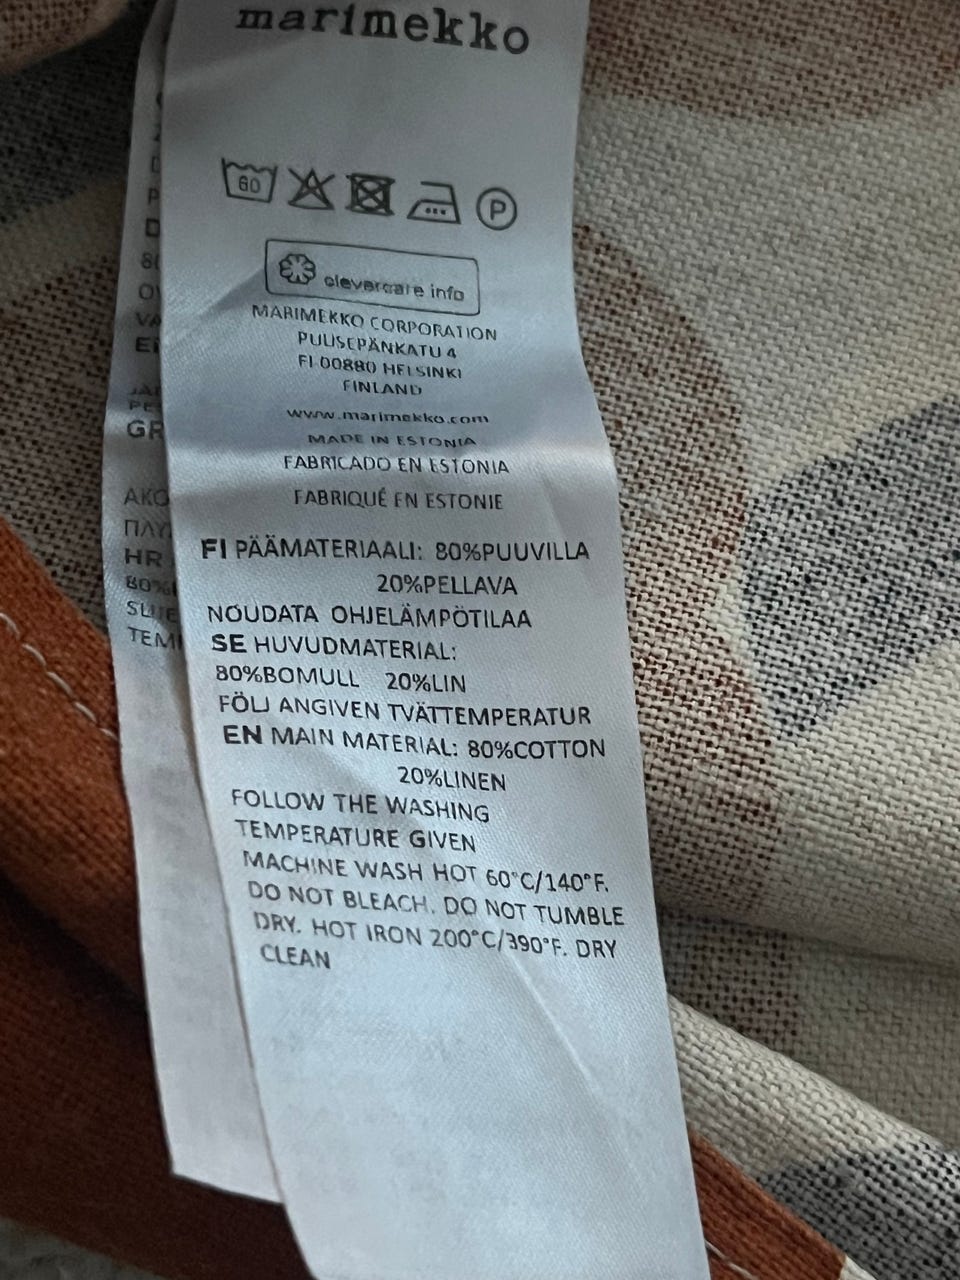 marimekko
60
P
clevercare info
MARIMEKKO CORPORATION
PUUSEPÄNKATU 4
FI-00880 HELSINKI
FINLAND
www.marimekko.com
MADE IN ESTONIA
FABRICADO EN ESTONIA
FABRIQUÉ EN ESTONIE
FI PÄÄMATERIAALI: 80%PUUVILLA
20%PELLAVA
NOUDATA OHJELÄMPÖTILAA
SE HUVUDMATERIAL:
80%BOMULL 20%LIN
FÖLJ ANGIVEN TVÄTTEMPERATUR
EN MAIN MATERIAL: 80%COTTON
20%LINEN
FOLLOW THE WASHING
TEMPERATURE GIVEN
MACHINE WASH HOT 60°C/140°F.
DO NOT BLEACH. DO NOT TUMBLE
DRY. HOT IRON 200°C/390°F. DRY
CLEAN
GR
HR
80%